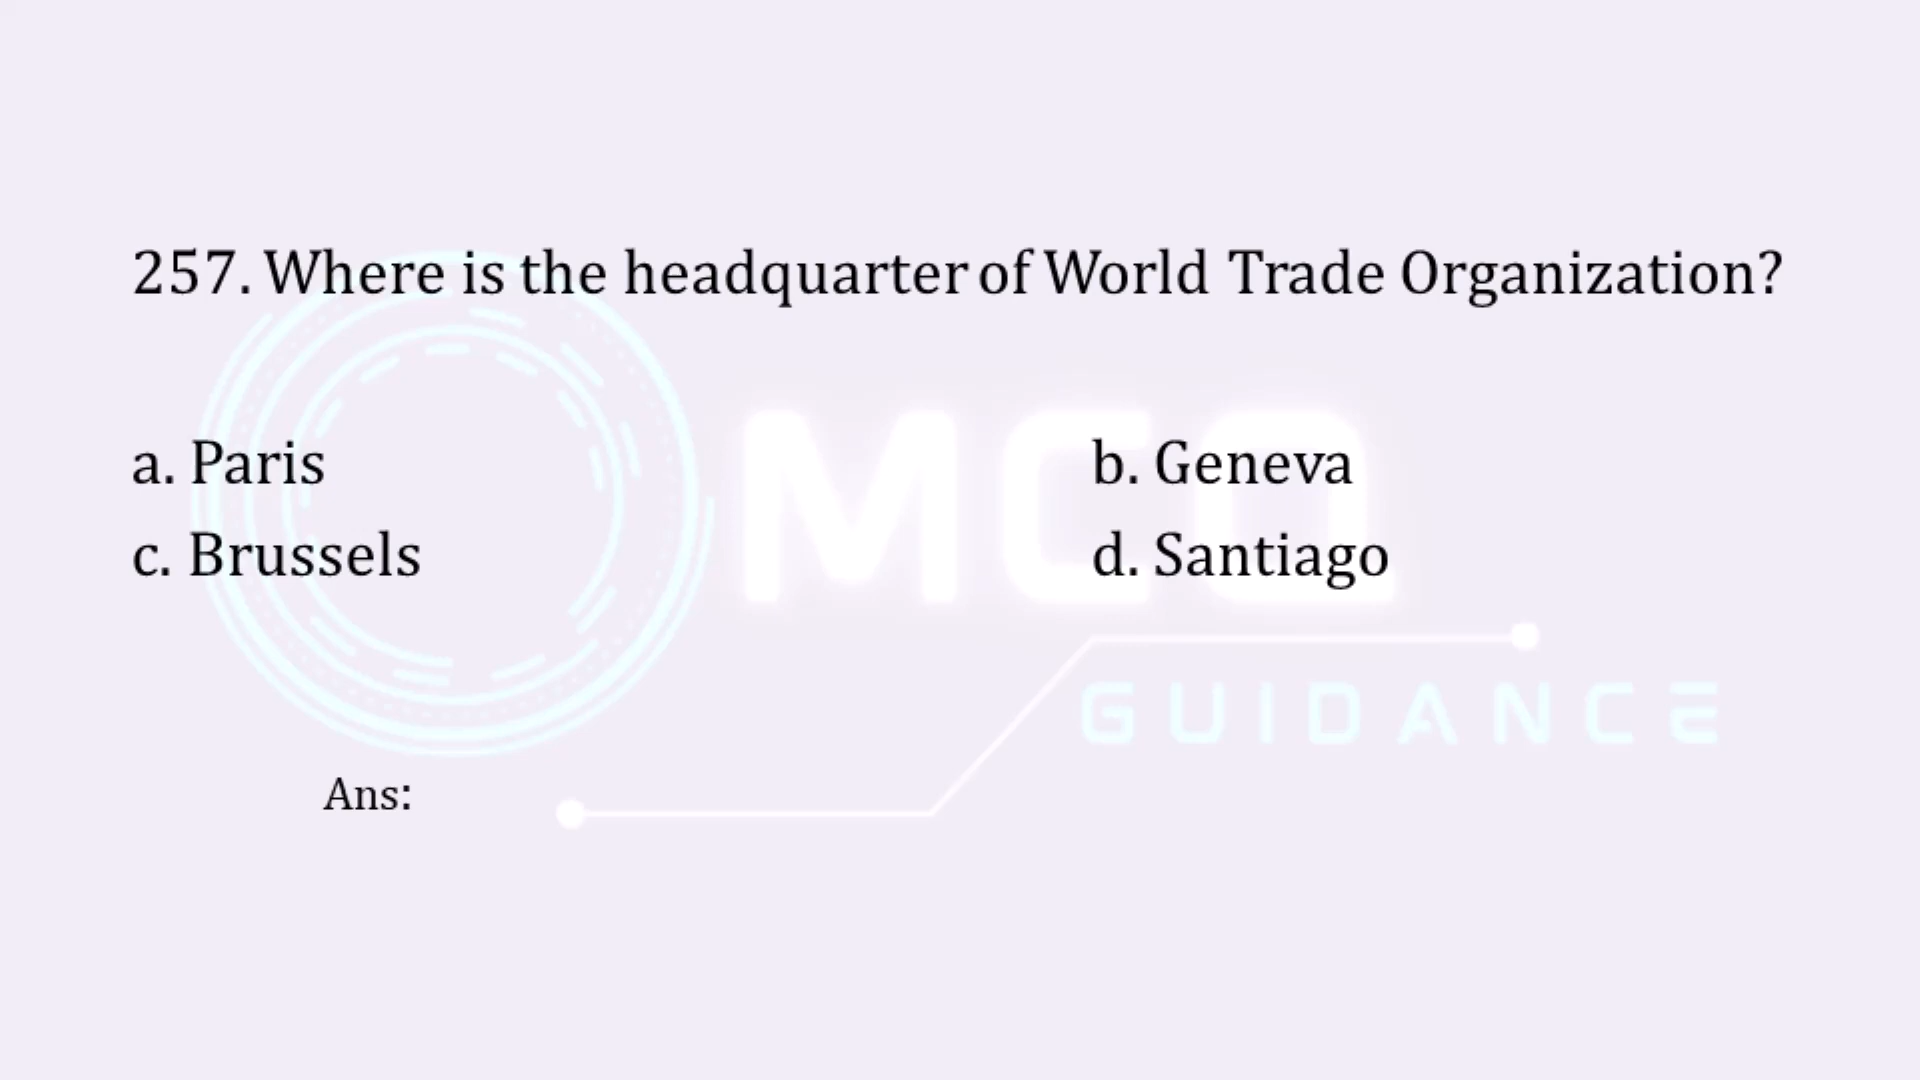 257. Where is the headquarter of World Trade Organization?
a. Paris
b. Geneva
c. Brussels
d. Santiago
MCQ
GUIDANCE
Ans: